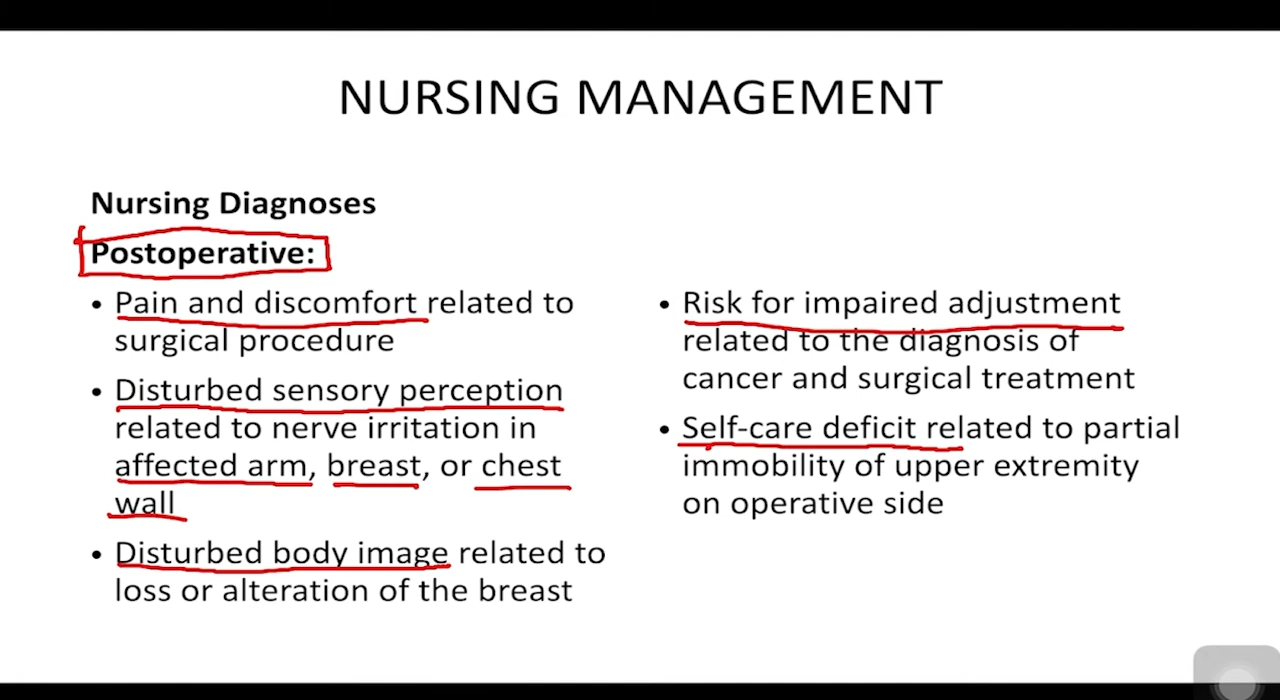 NURSING MANAGEMENT
Nursing Diagnoses
Postoperative:
• Pain and discomfort related to
surgical procedure
• Disturbed sensory perception
related to nerve irritation in
affected arm, breast, or chest
wall
• Disturbed body image related to
loss or alteration of the breast
• Risk for impaired adjustment
related to the diagnosis of
cancer and surgical treatment
• Self-care deficit related to partial
immobility of upper extremity
on operative side